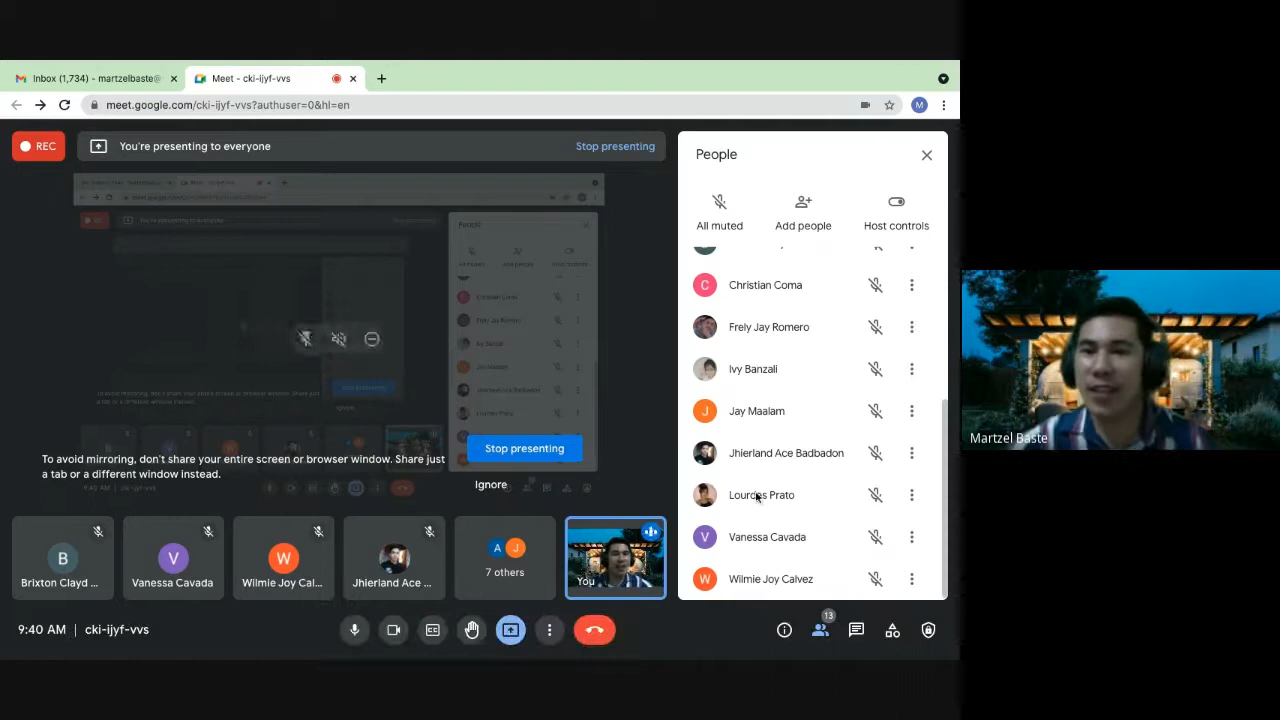 Inbox (1,734) - martzelbaste@
Meet - cki-ijyf-vvs
meet.google.com/cki-ijyf-vvs?authuser=0&hl=en
M
REC
You're presenting to everyone
Stop presenting
People
All muted
Add people
Host controls
C
Christian Coma
Frely Jay Romero
Ivy Banzali
J
Jay Maalam
Jhierland Ace Badbadon
Lourdes Prato
V
Vanessa Cavada
W
Wilmie Joy Calvez
To avoid mirroring, don't share your entire screen or browser window. Share just
a tab or a different window instead.
Stop presenting
Ignore
B
Brixton Clayd ...
V
Vanessa Cavada
W
Wilmie Joy Cal...
Jhierland Ace ...
A
J
7 others
You
9:40 AM
cki-ijyf-vvs
13
Martzel Baste